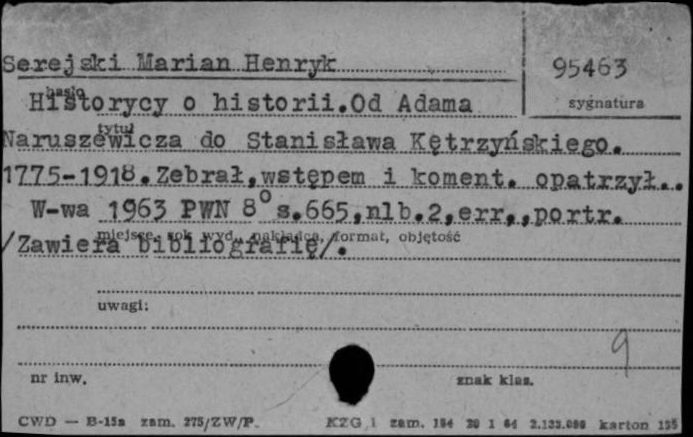 Serejski Marian Henryk
95463
hasło
sygnatura
Historycy o historii.Od Adama
tytuł
Naruszewicza do Stanisława Kętrzyńskiego.
1775-1918.Zebrał,wstępem i koment. opatrzył..
W-wa 1963 PWN 8° s.665,nlb.2,err.,portr.
miejsce, rok wyd., nakładca, format, objętość
/Zawiera bibliografię/.
uwagi:
9
nr inw.
znak klas.
CWD — B-15a zam. 275/ZW/P.
KZG 1 zam. 184 20 1 64 2.133.000 karton